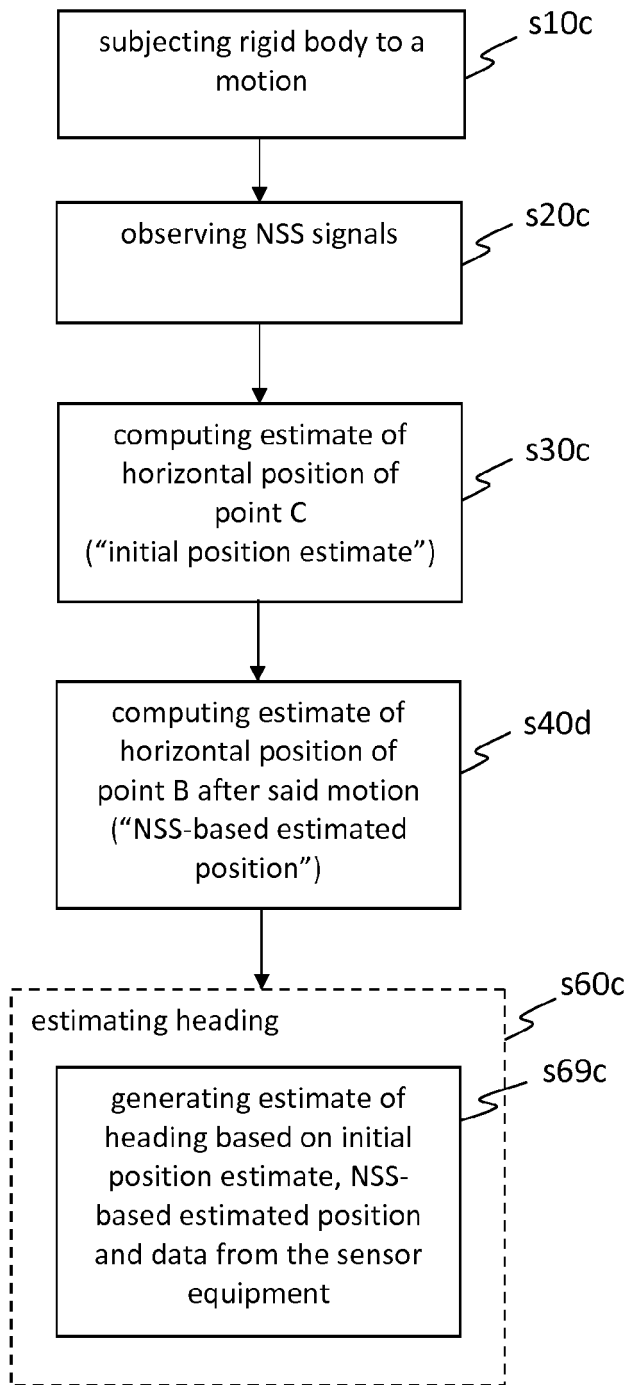 subjecting rigid body to a
motion
s10c
observing NSS signals
s20c
computing estimate of
horizontal position of
point C
(“initial position estimate”)
s30c
computing estimate of
horizontal position of
point B after said motion
(“NSS-based estimated
position”)
s40d
estimating heading
s60c
generating estimate of
heading based on initial
position estimate, NSS-
based estimated position
and data from the sensor
equipment
s69c